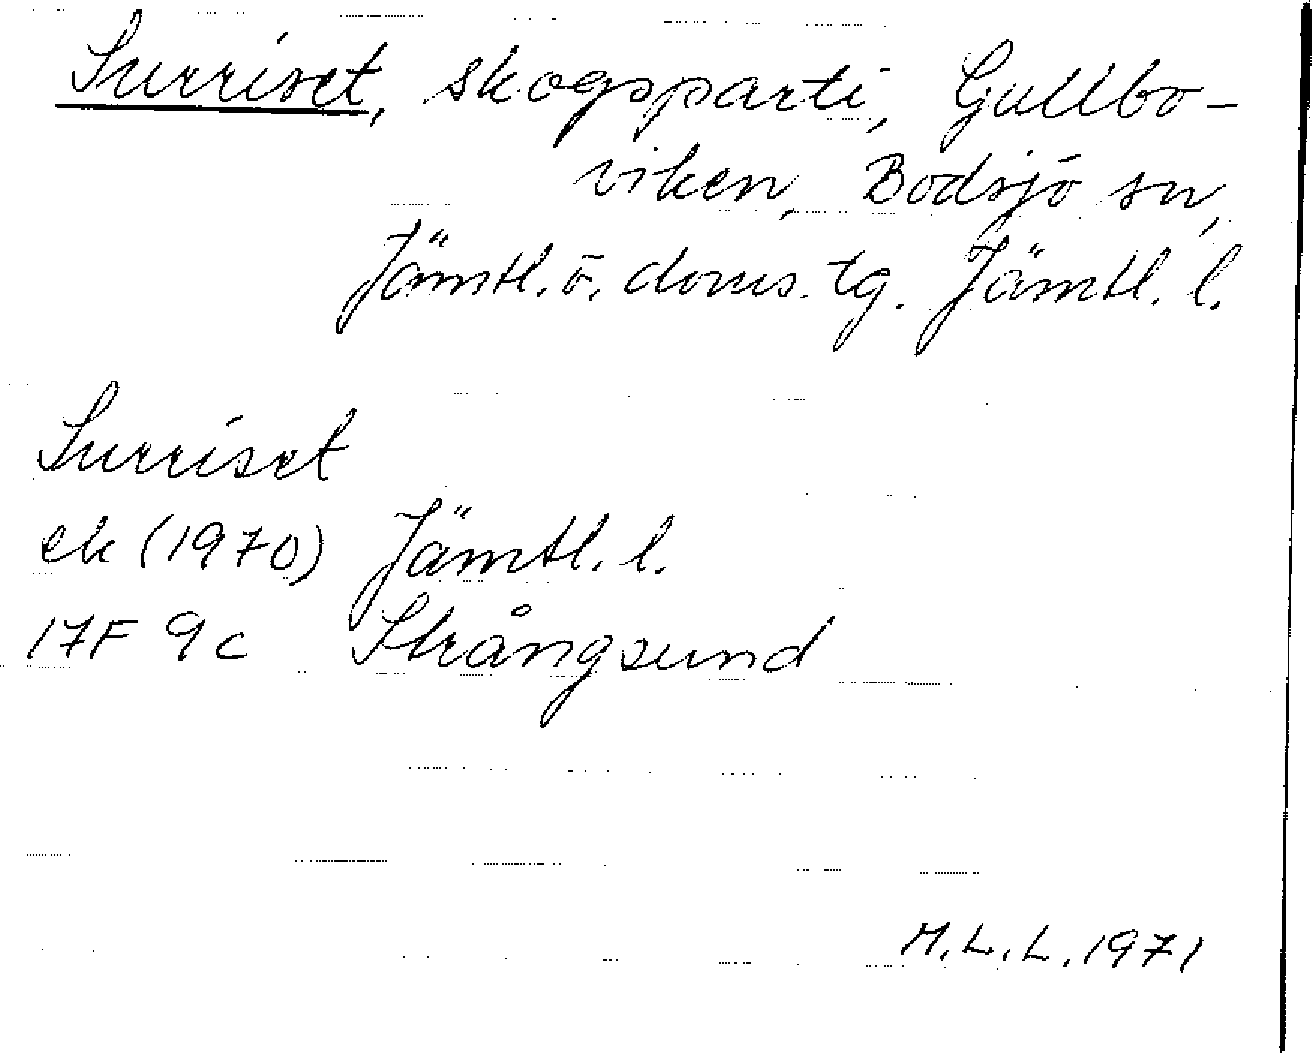 Surriset, skogsparti, Gullbo-
viken, Bodsjö sn,
Jämtl. ö. doms. tg. Jämtl. l.
Surriset
ek (1970) Jämtl. l.
17F 9c Strångsund
M.L.L. 1971